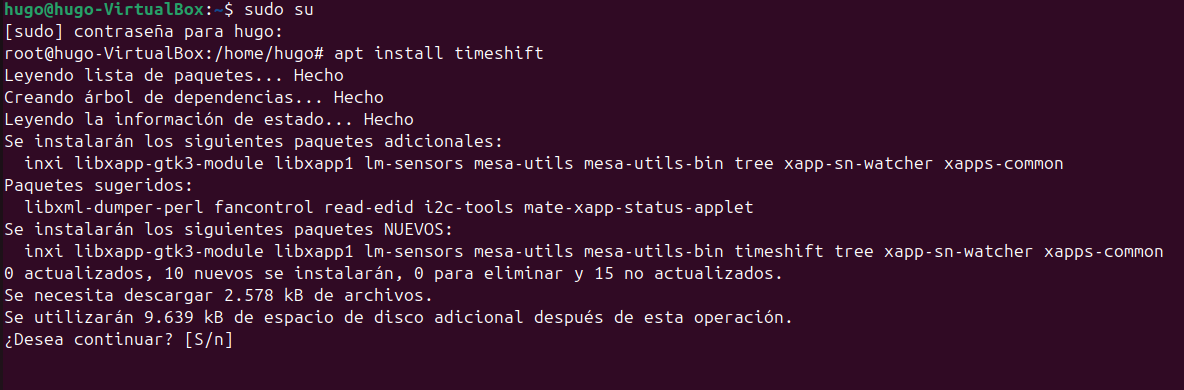 hugo@hugo-VirtualBox:~$ sudo su
[sudo] contraseña para hugo:
root@hugo-VirtualBox:/home/hugo# apt install timeshift
Leyendo lista de paquetes... Hecho
Creando árbol de dependencias... Hecho
Leyendo la información de estado... Hecho
Se instalarán los siguientes paquetes adicionales:
  inxi libxapp-gtk3-module libxapp1 lm-sensors mesa-utils mesa-utils-bin tree xapp-sn-watcher xapps-common
Paquetes sugeridos:
  libxml-dumper-perl fancontrol read-edid i2c-tools mate-xapp-status-applet
Se instalarán los siguientes paquetes NUEVOS:
  inxi libxapp-gtk3-module libxapp1 lm-sensors mesa-utils mesa-utils-bin timeshift tree xapp-sn-watcher xapps-common
0 actualizados, 10 nuevos se instalarán, 0 para eliminar y 15 no actualizados.
Se necesita descargar 2.578 kB de archivos.
Se utilizarán 9.639 kB de espacio de disco adicional después de esta operación.
¿Desea continuar? [S/n]